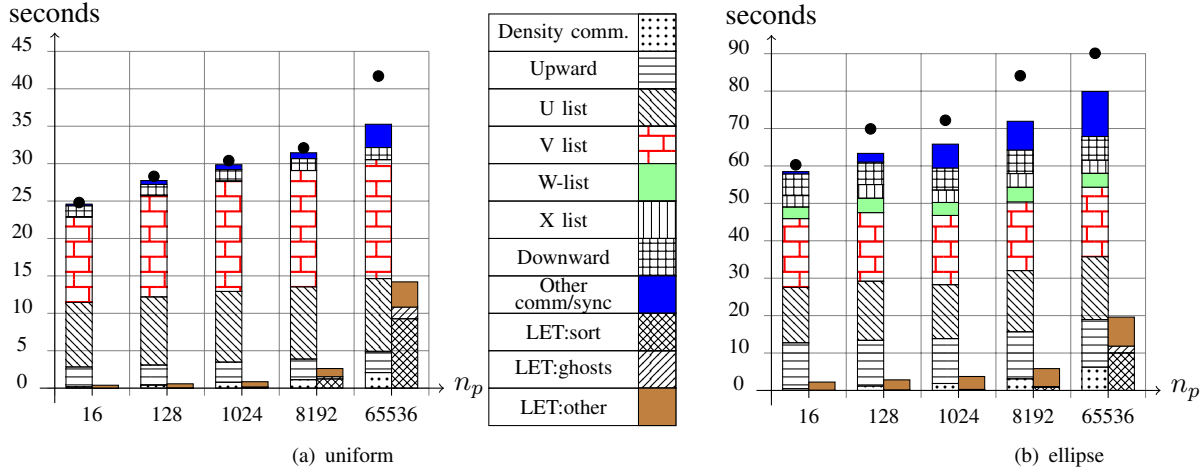 seconds
45
40
35
30
25
20
15
10
5
0
16 128 1024 8192 65536
n_p
(a) uniform
Density comm.
Upward
U list
V list
W-list
X list
Downward
Other
comm/sync
LET:sort
LET:ghosts
LET:other
seconds
90
80
70
60
50
40
30
20
10
0
16 128 1024 8192 65536
n_p
(b) ellipse